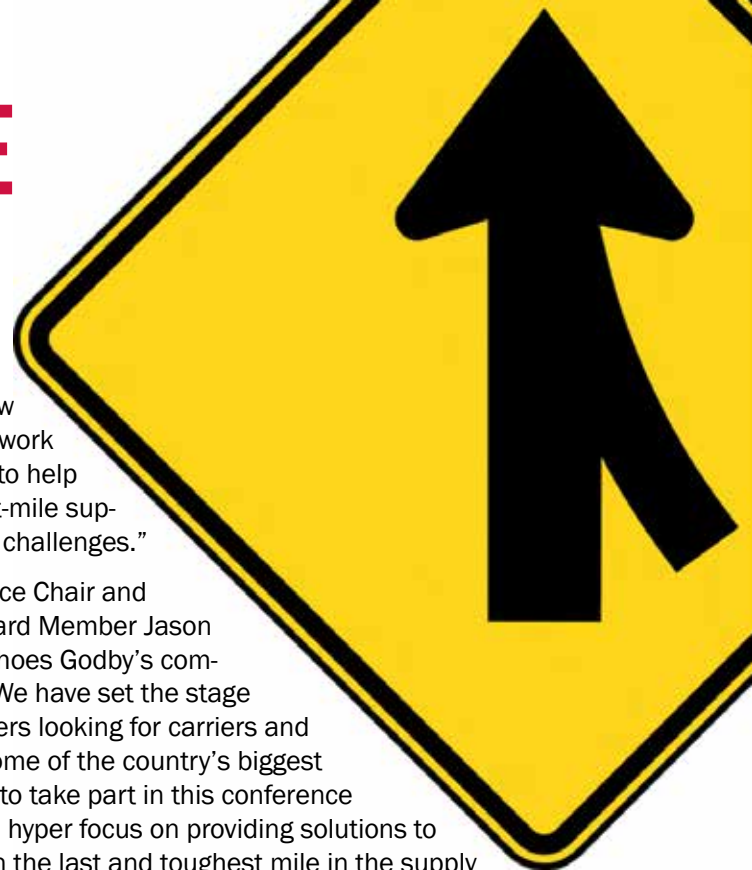 E
w
work
to help
t-mile sup-
challenges.”
ce Chair and
ard Member Jason
hoes Godby's com-
We have set the stage
ers looking for carriers and
ome of the country's biggest
to take part in this conference
hyper focus on providing solutions to
n the last and toughest mile in the supply